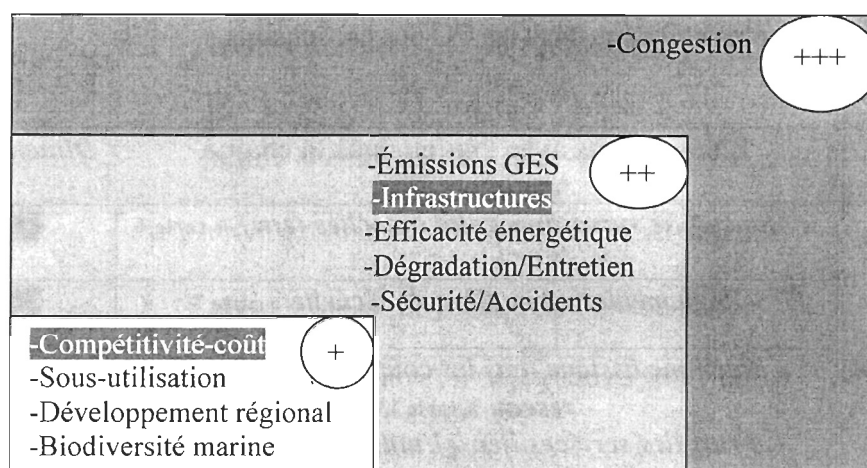 -Congestion
+++
-Émissions GES
++
-Infrastructures
-Efficacité énergétique
-Dégradation/Entretien
-Sécurité/Accidents
-Compétitivité-coût
+
-Sous-utilisation
-Développement régional
-Biodiversité marine